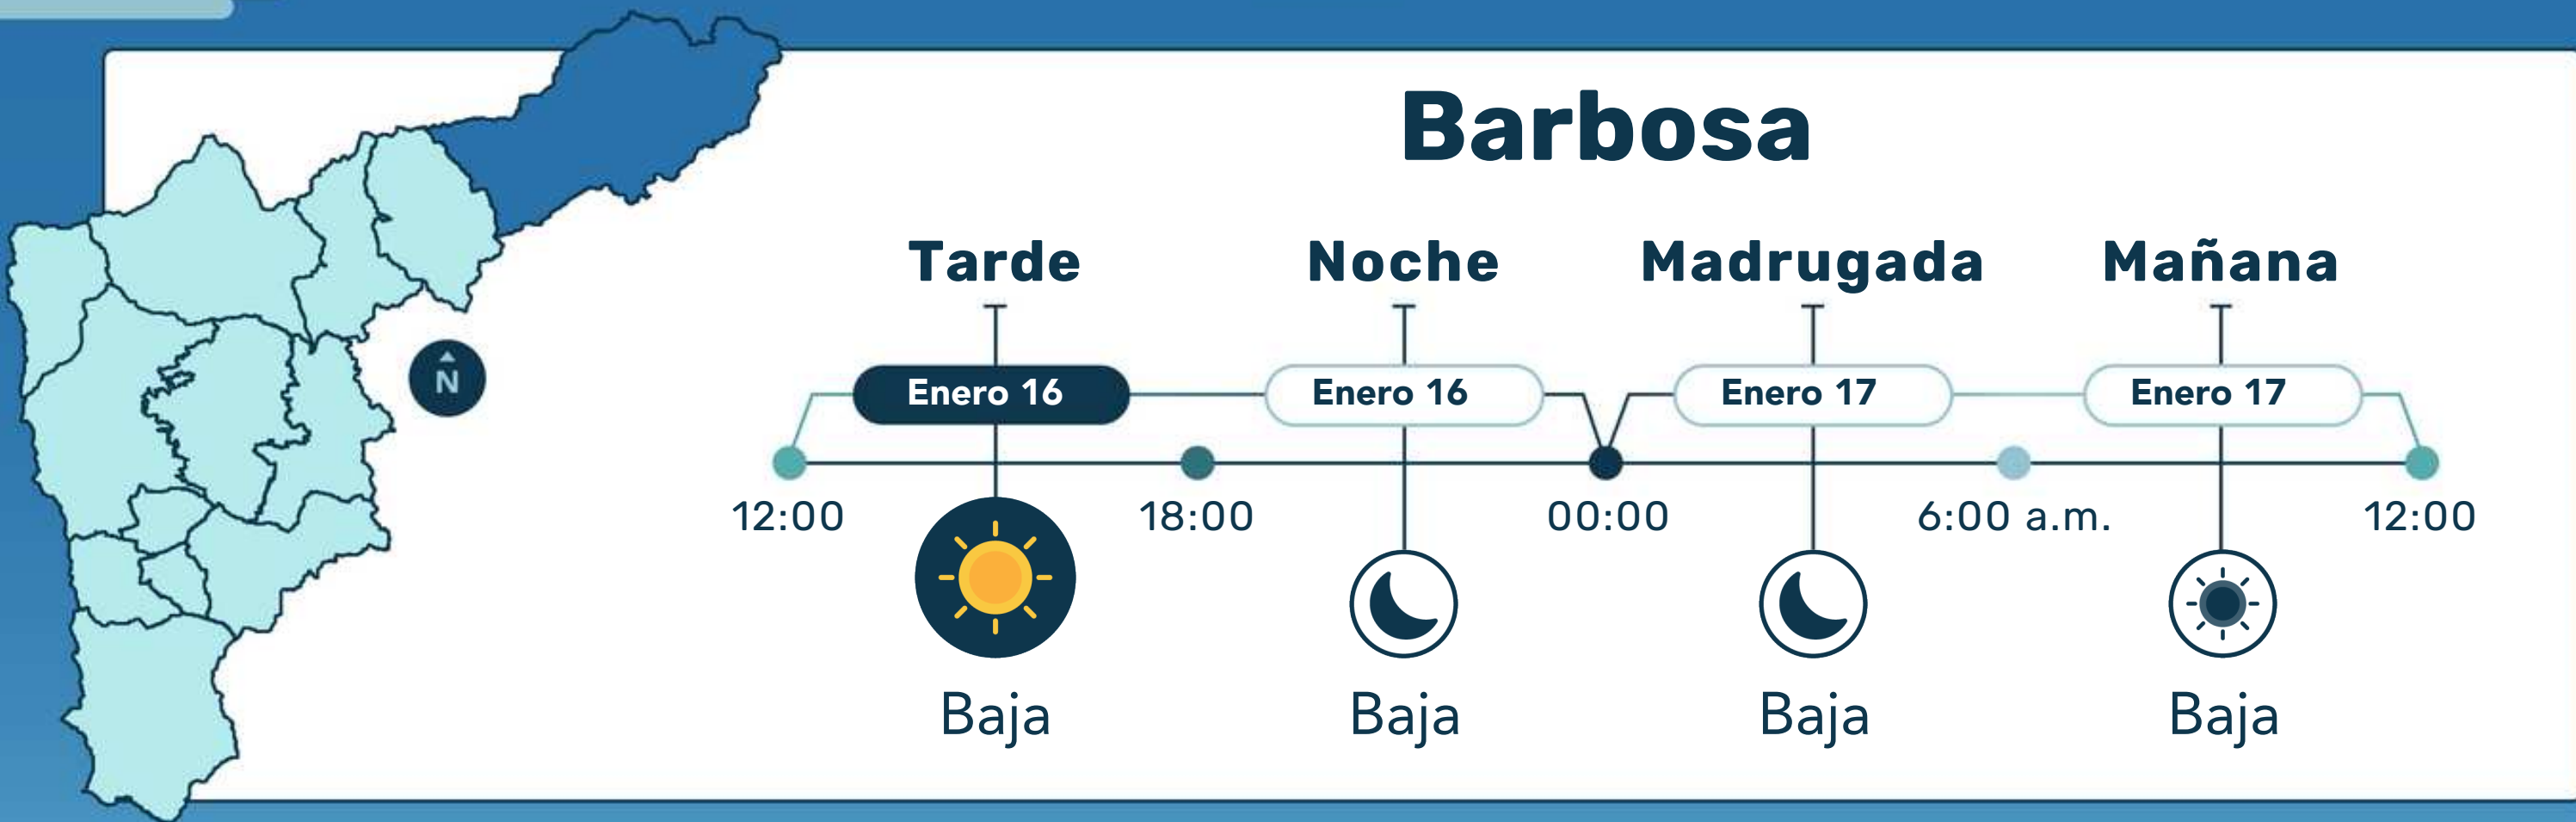 Barbosa
Tarde Noche Madrugada Mañana
Enero 16 Enero 16 Enero 17 Enero 17
N
12:00 18:00 00:00 6:00 a.m. 12:00
Baja Baja Baja Baja